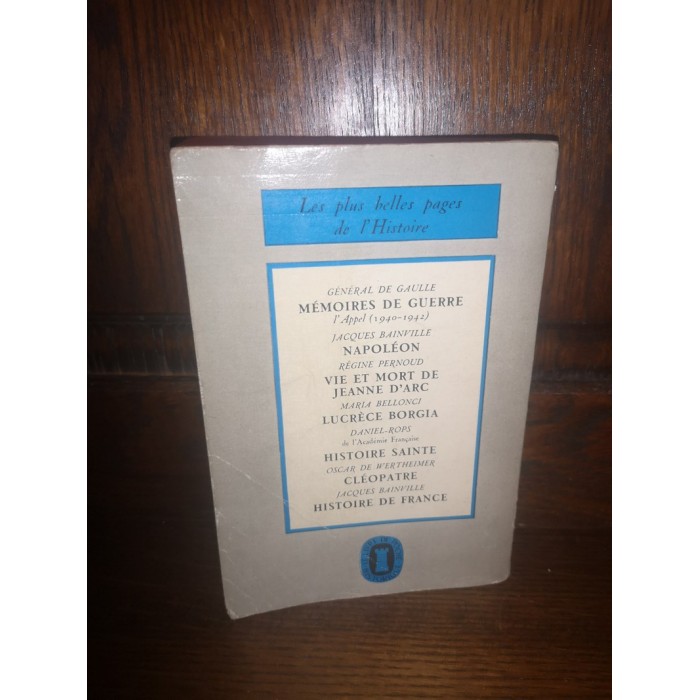 Les plus belles pages
de l'Histoire
GÉNÉRAL DE GAULLE
MÉMOIRES DE GUERRE
l'Appel (1940-1942)
JACQUES BAINVILLE
NAPOLÉON
RÉGINE PERNOUD
VIE ET MORT DE
JEANNE D'ARC
MARIA BELLONCI
LUCRÈCE BORGIA
DANIEL-ROPS
de l'Académie Française
HISTOIRE SAINTE
OSCAR DE WERTHEIMER
CLÉOPATRE
JACQUES BAINVILLE
HISTOIRE DE FRANCE